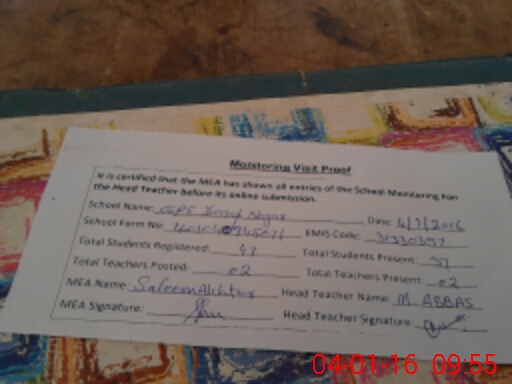 Monitoring Visit Proof
It is certified that the MEA has shown all entries of the School Monitoring Form
the Head Teacher before its online submission.
School Name: GPS Nagar Date: 4/1/2016
School Form No EMIS Code: 31330357
Total Students Registered: 47 Total Students Present: 37
Total Teachers Posted: 02 Total Teachers Present: 02
MEA Name: Saleem Akhtar Head Teacher Name: M. ABBAS
MEA Signature: Head Teacher Signature
04-01-16 09:55